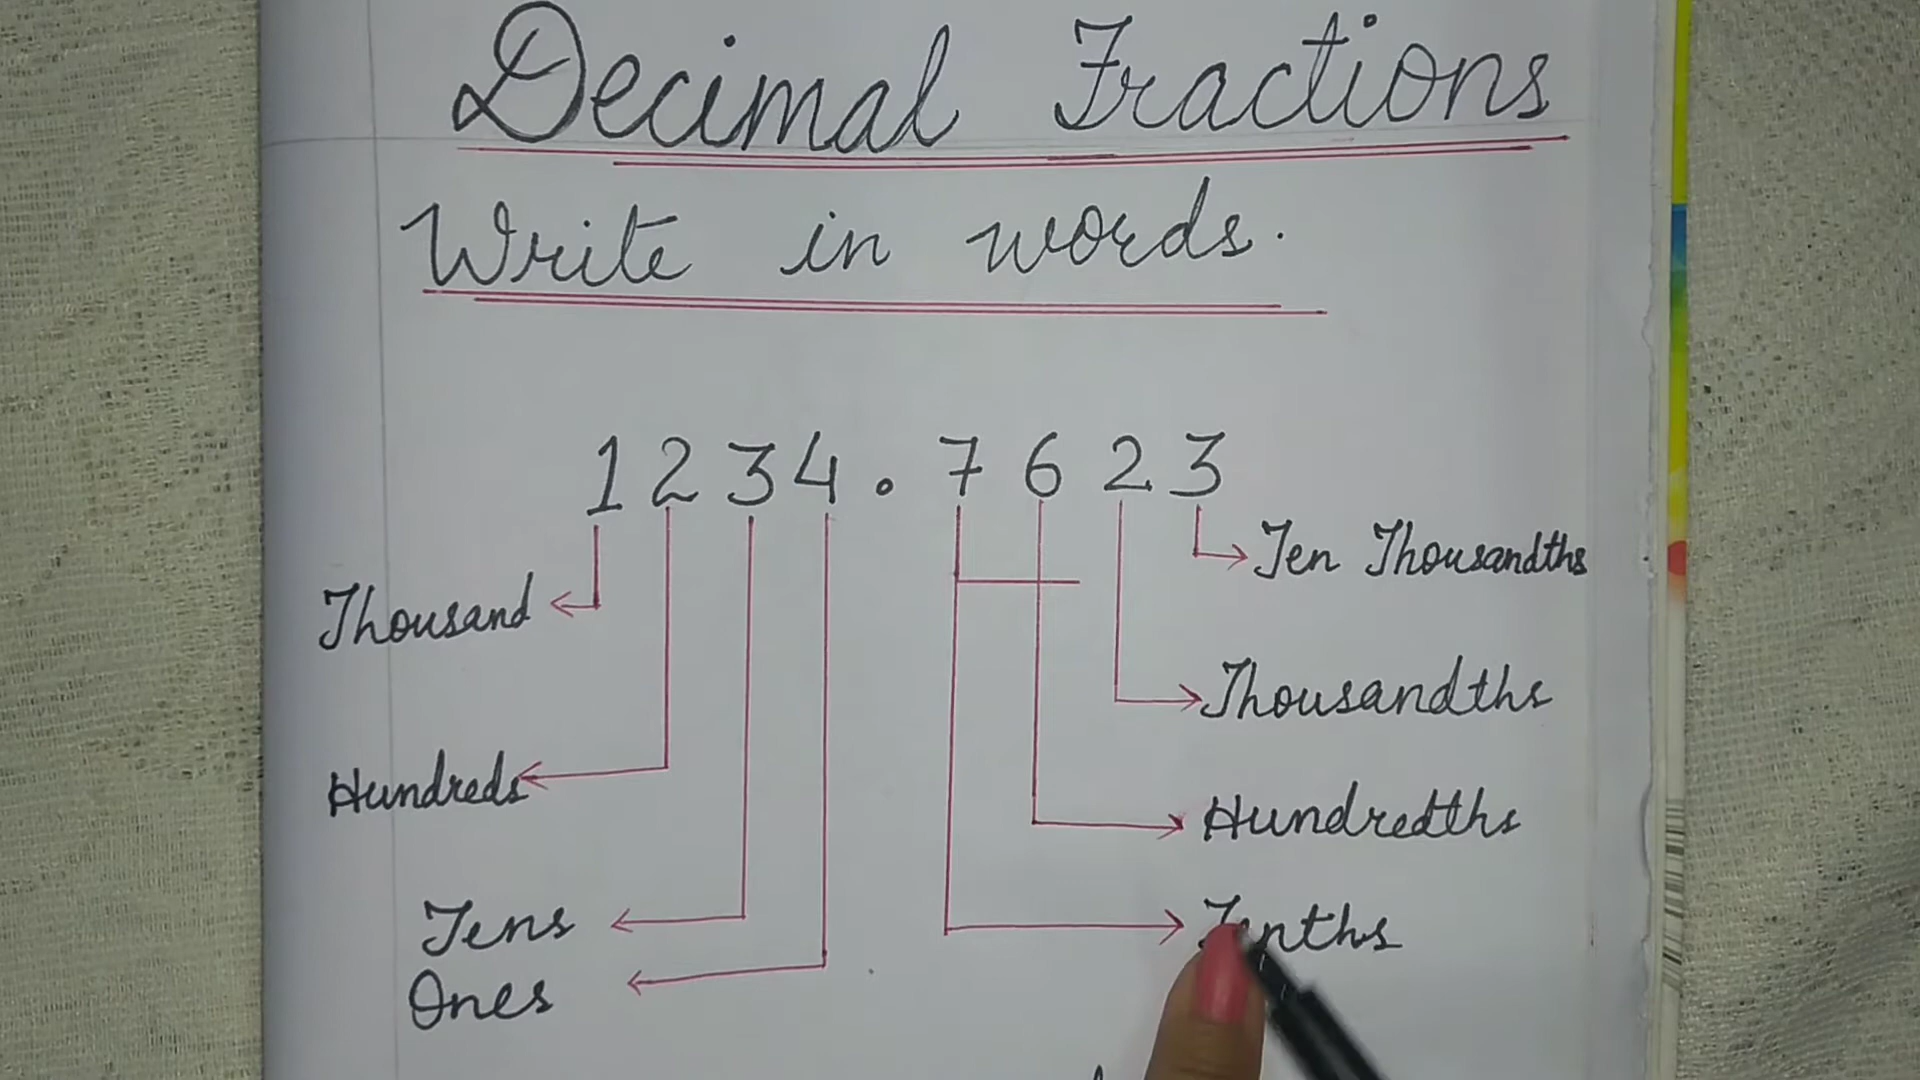 Decimal Fractions
Write in words.
1234.7623
Ten Thousandths
Thousand
Thousandths
Hundreds
Hundredths
Tens
Tenths
Ones